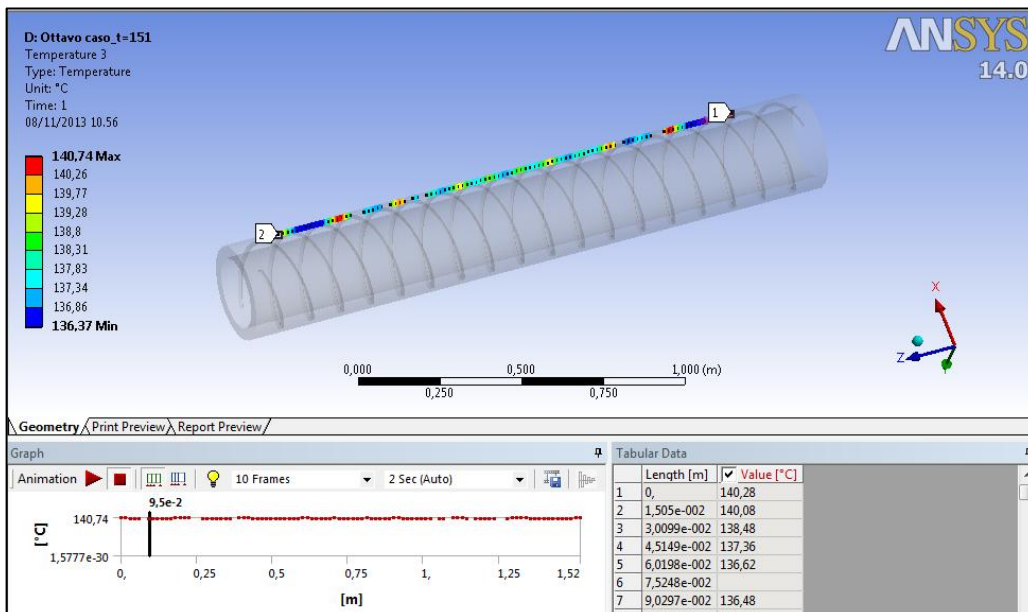 D: Ottavo caso_t=151
Temperature 3
Type: Temperature
Unit: °C
Time: 1
08/11/2013 10.56
ANSYS
14.0
140,74 Max
140,26
139,77
139,28
138,8
138,31
137,83
137,34
136,86
136,37 Min
1
2
X
Z
Y
0,000 0,500 1,000 (m)
0,250 0,750
Geometry Print Preview Report Preview
Graph
Animation 10 Frames 2 Sec (Auto)
9,5e-2
140,74
[°C]
1,5777e-30
0, 0,25 0,5 0,75 1, 1,25 1,52
[m]
Tabular Data
Length [m] Value [°C]
1 0, 140,28
2 1,505e-002 140,08
3 3,0099e-002 138,48
4 4,5149e-002 137,36
5 6,0198e-002 136,62
6 7,5248e-002
7 9,0297e-002 136,48